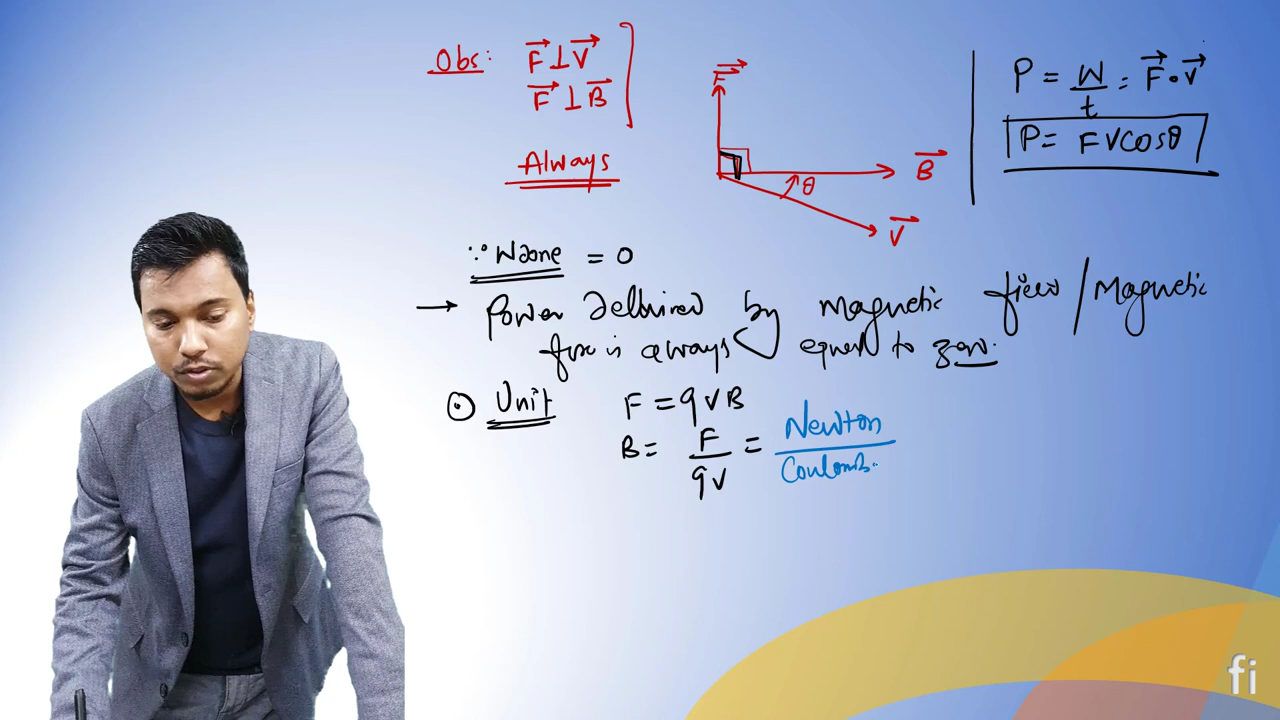 Obs: F⃗ ⊥ V⃗
F⃗ ⊥ B⃗
Always
F⃗
B⃗
θ
V⃗
P = W/t = F⃗ • V⃗
P = FVCosθ
∵ Wdone = 0
→ Power delivered by Magnetic field / Magnetic
force is always equal to zero.
⊙ Unit F = qVB
B = F/qV = Newton/Coulomb.
fi